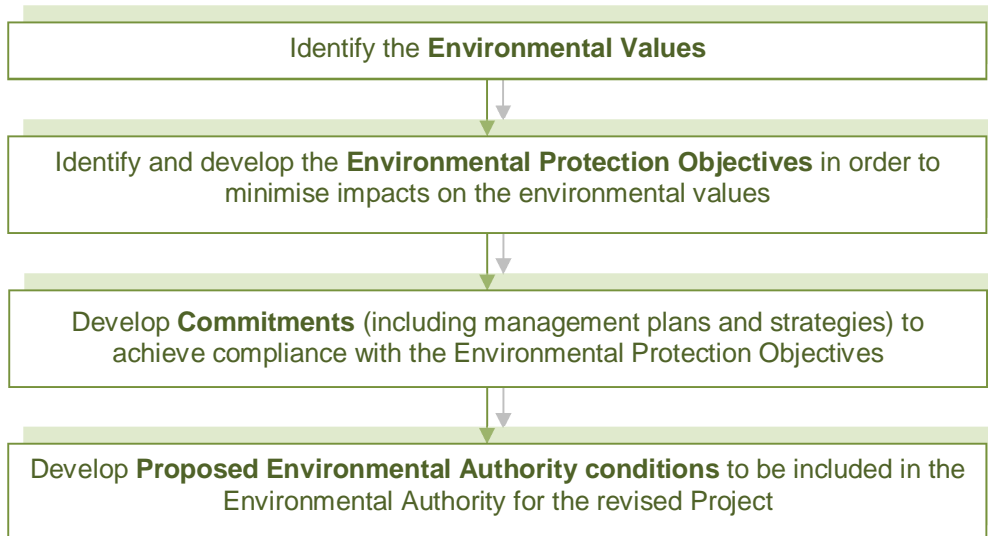 Identify the Environmental Values
Identify and develop the Environmental Protection Objectives in order to
minimise impacts on the environmental values
Develop Commitments (including management plans and strategies) to
achieve compliance with the Environmental Protection Objectives
Develop Proposed Environmental Authority conditions to be included in the
Environmental Authority for the revised Project